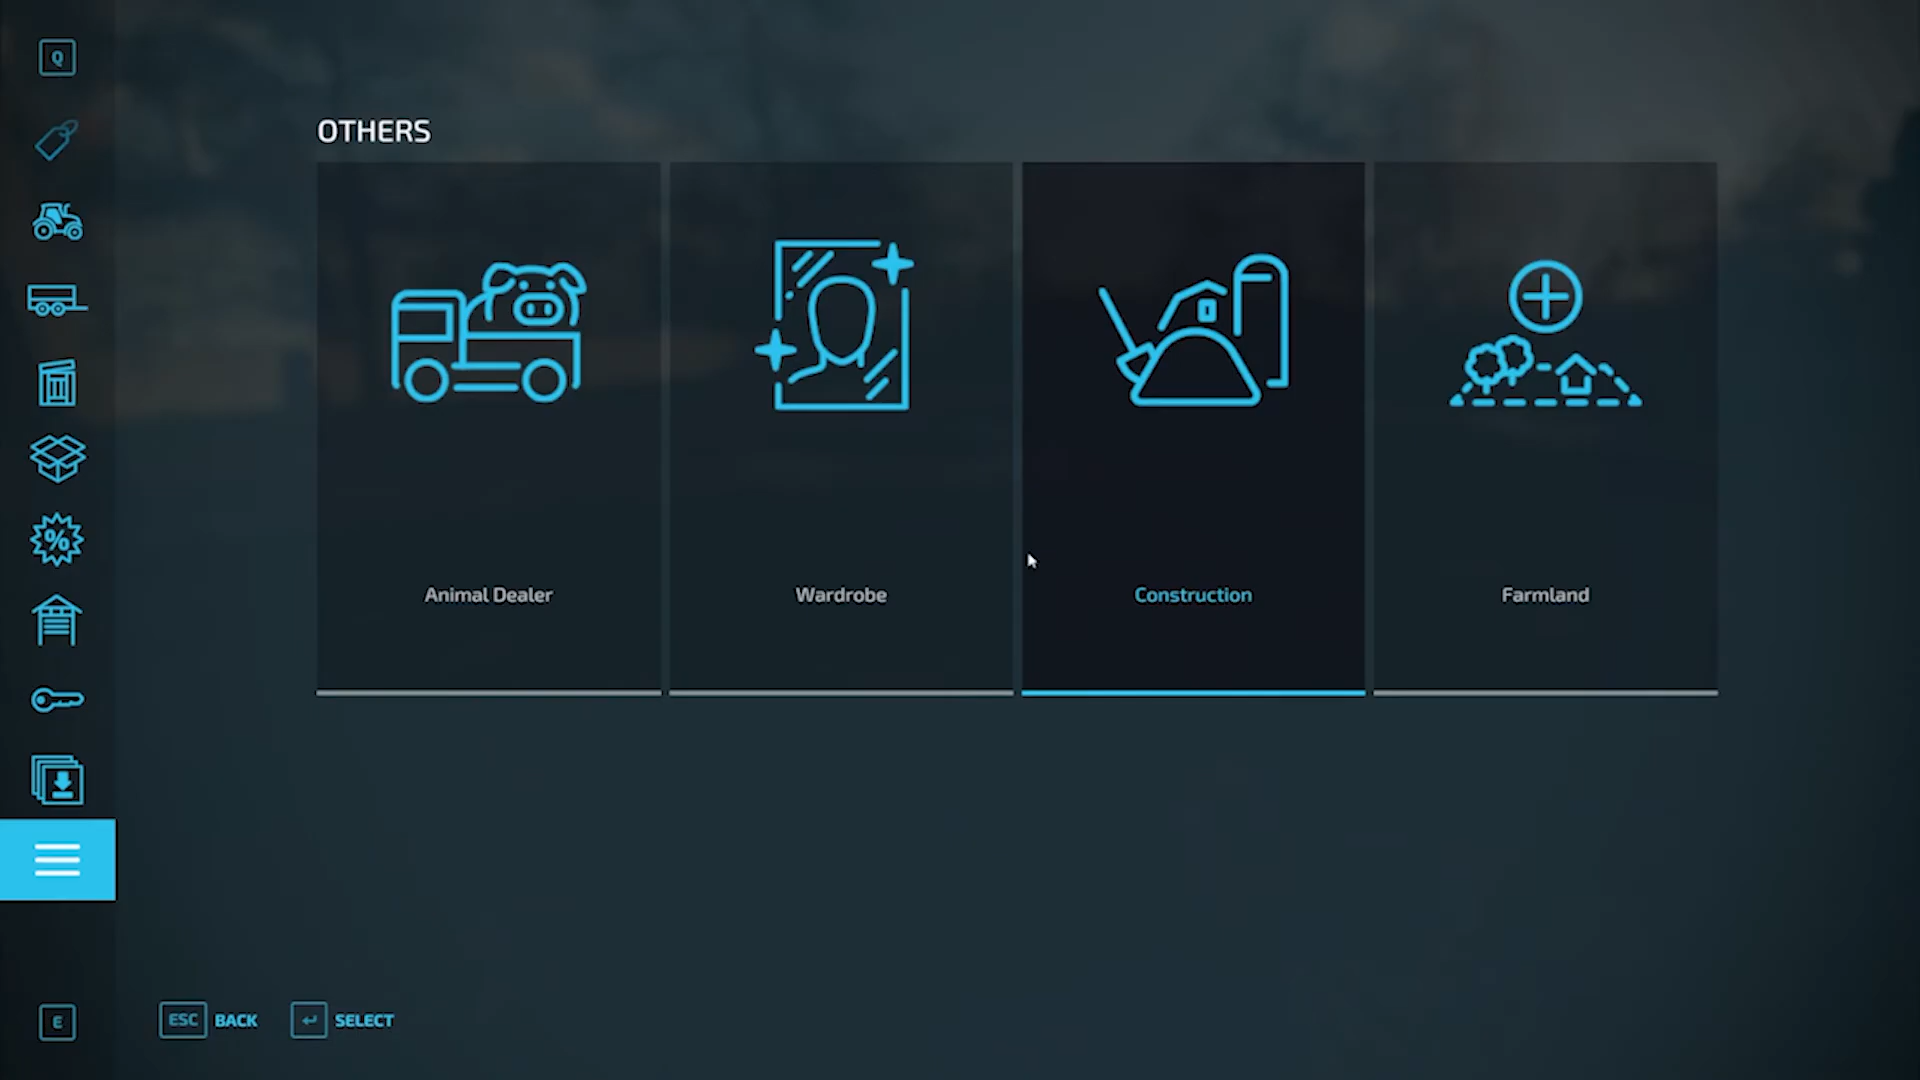 Q
OTHERS
%
Animal Dealer
Wardrobe
Construction
Farmland
E
ESC BACK
SELECT